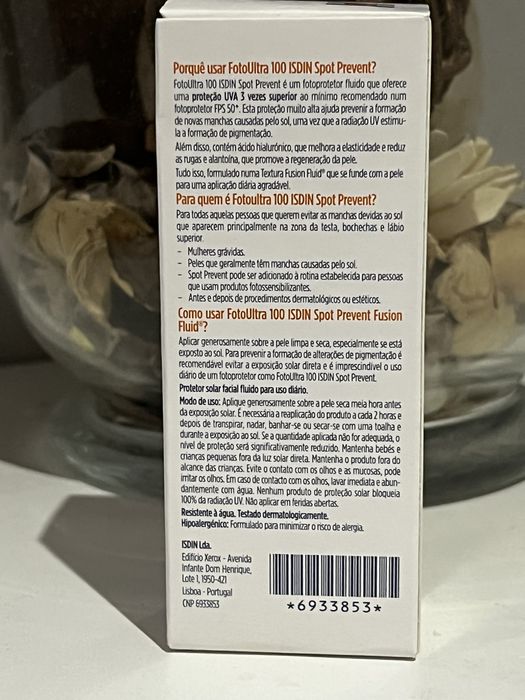 Porquê usar FotoUltra 100 ISDIN Spot Prevent?
FotoUltra 100 ISDIN Spot Prevent é um fotoprotetor fluido que oferece
uma proteção UVA 3 vezes superior ao mínimo recomendado num
fotoprotetor FPS 50+. Esta proteção muito alta ajuda prevenir a formação
de novas manchas causadas pelo sol, uma vez que a radiação UV estimu-
la a formação de pigmentação.
Além disso, contém ácido hialurónico, que melhora a elasticidade e reduz
as rugas e alantoína, que promove a regeneração da pele.
Tudo isso, formulado numa Textura Fusion Fluid® que se funde com a pele
para uma aplicação diária agradável.
Para quem é Fotoultra 100 ISDIN Spot Prevent?
Para todas aquelas pessoas que querem evitar as manchas devidas ao sol
que aparecem principalmente na zona da testa, bochechas e lábio
superior.
- Mulheres grávidas.
- Peles que geralmente têm manchas causadas pelo sol.
- Spot Prevent pode ser adicionado à rotina estabelecida para pessoas
que usam produtos fotossensibilizantes.
- Antes e depois de procedimentos dermatológicos ou estéticos.
Como usar FotoUltra 100 ISDIN Spot Prevent Fusion
Fluid®?
Aplicar generosamente sobre a pele limpa e seca, especialmente se está
exposto ao sol. Para prevenir a formação de alterações de pigmentação é
recomendável evitar a exposição solar direta e é imprescindível o uso
diário de um fotoprotetor como FotoUltra 100 ISDIN Spot Prevent.
Protetor solar facial fluido para uso diário.
Modo de uso: Aplique generosamente sobre a pele seca meia hora antes
da exposição solar. É necessária a reaplicação do produto a cada 2 horas e
depois de transpirar, nadar, banhar-se ou secar-se com uma toalha e
durante a exposição ao sol. Se a quantidade aplicada não for adequada, o
nível de proteção será significativamente reduzido. Mantenha bebés e
crianças pequenas fora da luz solar direta. Mantenha o produto fora do
alcance das crianças. Evite o contato com os olhos e as mucosas, pode
irritar os olhos. Em caso de contacto com os olhos, lavar imediata e abun-
dantemente com água. Nenhum produto de proteção solar bloqueia
100% da radiação UV. Não aplicar em feridas abertas.
Resistente à água. Testado dermatologicamente.
Hipoalergénico: Formulado para minimizar o risco de alergia.
ISDIN Lda.
Edifício Xerox - Avenida
Infante Dom Henrique,
Lote 1, 1950-421
Lisboa - Portugal
CNP 6933853
*6933853*